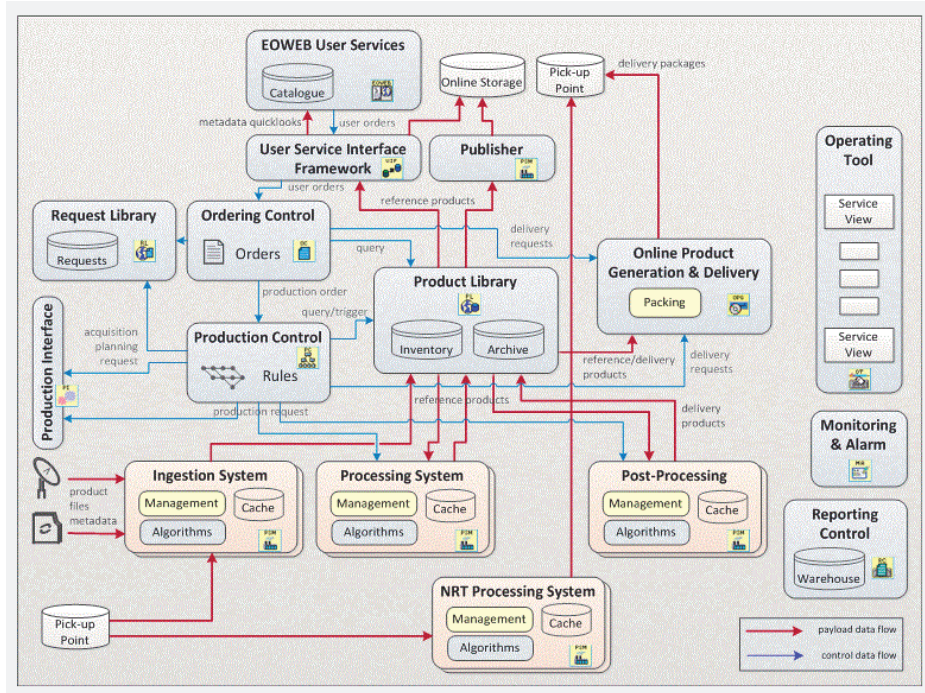 EOWEB User Services
Catalogue
Online Storage
Pick-up
Point
delivery packages
metadata quicklooks
user orders
User Service Interface
Framework
Publisher
user orders
reference products
Operating
Tool
Service
View
Service
View
Request Library
Requests
Ordering Control
Orders
delivery
requests
query
Online Product
Generation & Delivery
Packing
Product Library
Inventory
Archive
production order
query/trigger
Production Interface
acquisition
planning
request
Production Control
Rules
production request
reference products
reference/delivery
products
delivery
requests
delivery
products
Monitoring
& Alarm
product
files
metadata
Ingestion System
Management
Algorithms
Cache
Processing System
Management
Algorithms
Cache
Post-Processing
Management
Algorithms
Cache
Reporting
Control
Warehouse
Pick-up
Point
NRT Processing System
Management
Algorithms
Cache
payload data flow
control data flow